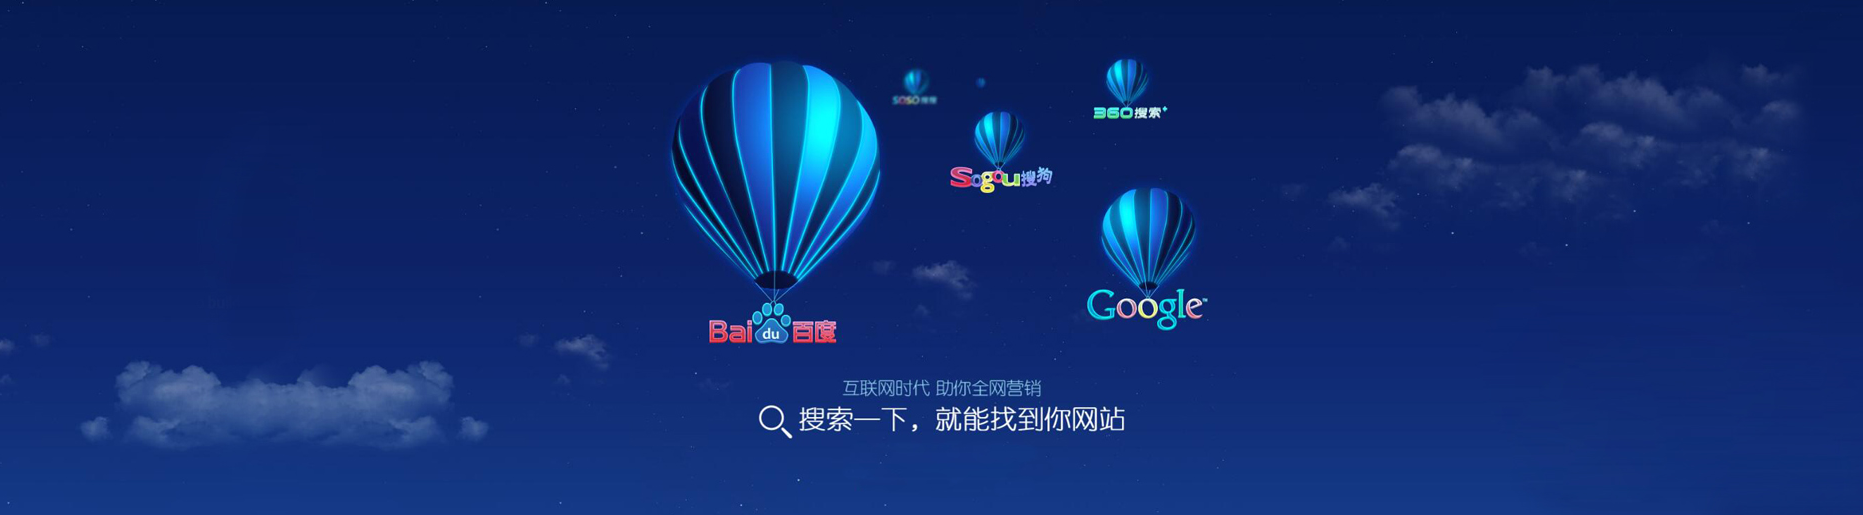 SOSO搜搜
360搜索+
Sogou搜狗
Google™
Baidu百度
互联网时代 助你全网营销
搜索一下，就能找到你网站